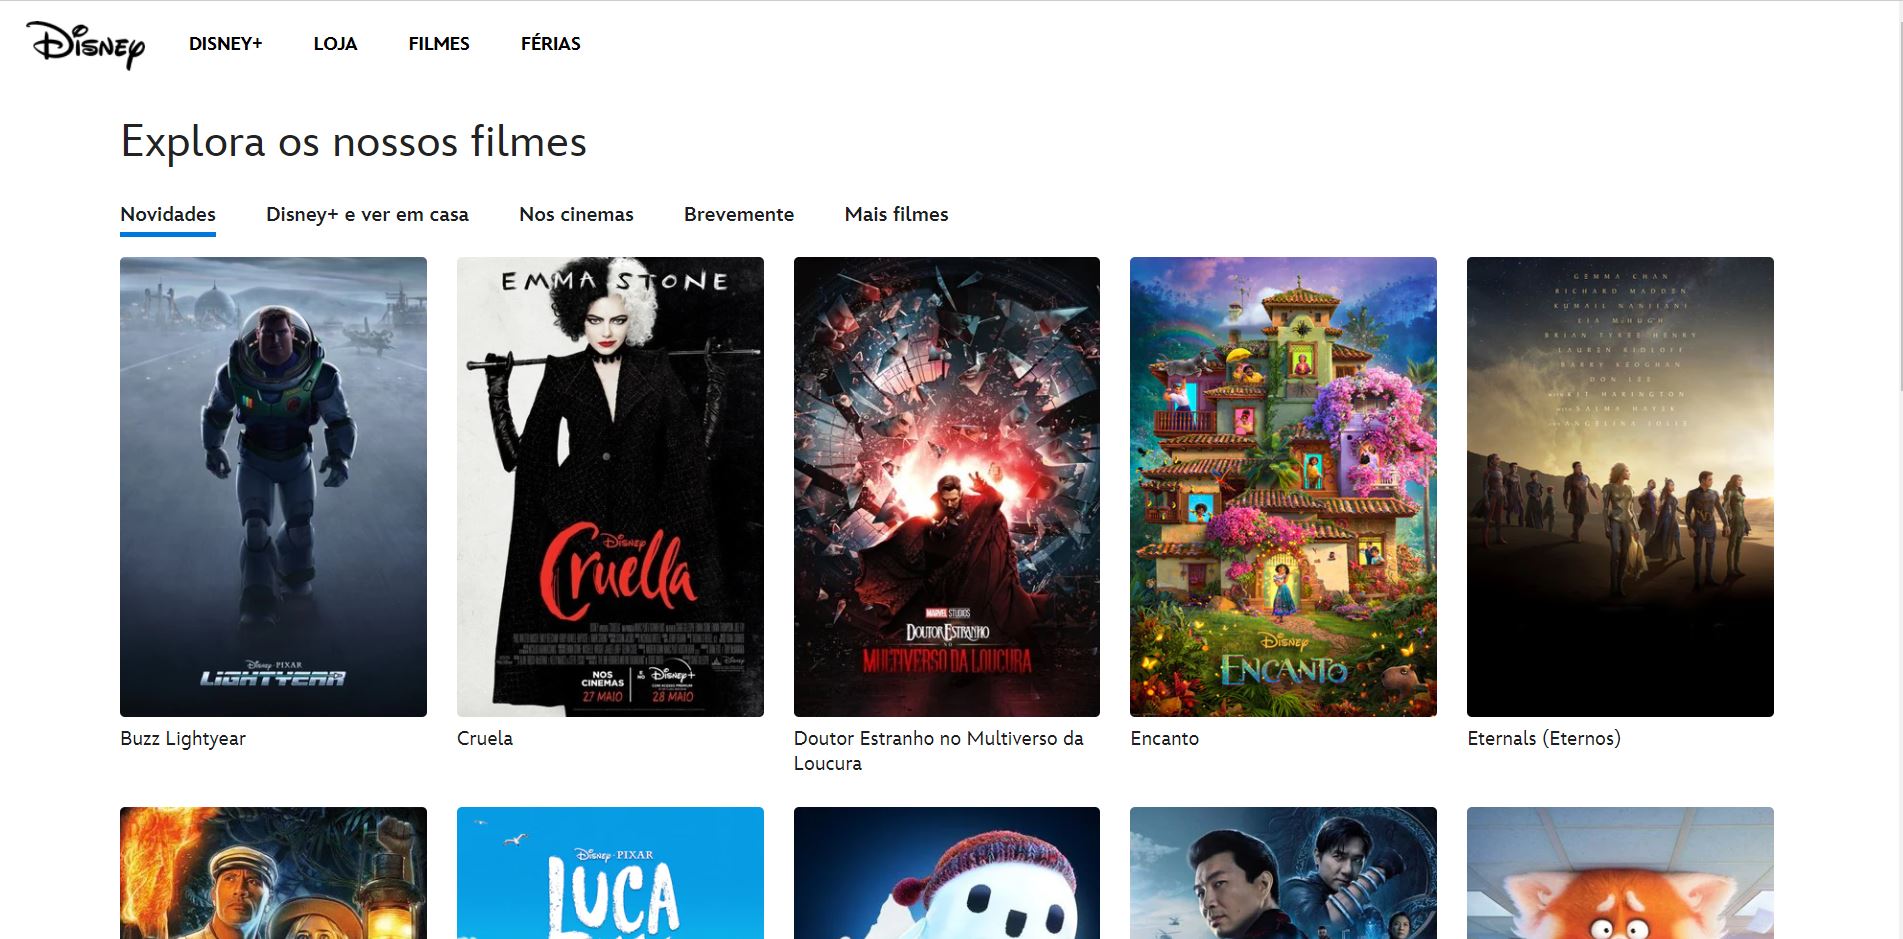 Disney DISNEY+ LOJA FILMES FÉRIAS
Explora os nossos filmes
Novidades Disney+ e ver em casa Nos cinemas Brevemente Mais filmes
Disney · PIXAR
LIGHTYEAR
Buzz Lightyear
EMMA STONE
Disney
Cruella
NOS CINEMAS
27 MAIO
E NO Disney+
28 MAIO
Cruela
MARVEL STUDIOS
DOUTOR ESTRANHO
NO
MULTIVERSO DA LOUCURA
Doutor Estranho no Multiverso da
Loucura
Disney
ENCANTO
Encanto
GEMMA CHAN
RICHARD MADDEN
KUMAIL NANJIANI
LIA McHUGH
BRIAN TYREE HENRY
LAUREN RIDLOFF
BARRY KEOGHAN
DON LEE
WITH KIT HARINGTON
WITH SALMA HAYEK
AND ANGELINA JOLIE
Eternals (Eternos)
Disney · PIXAR
LUCA